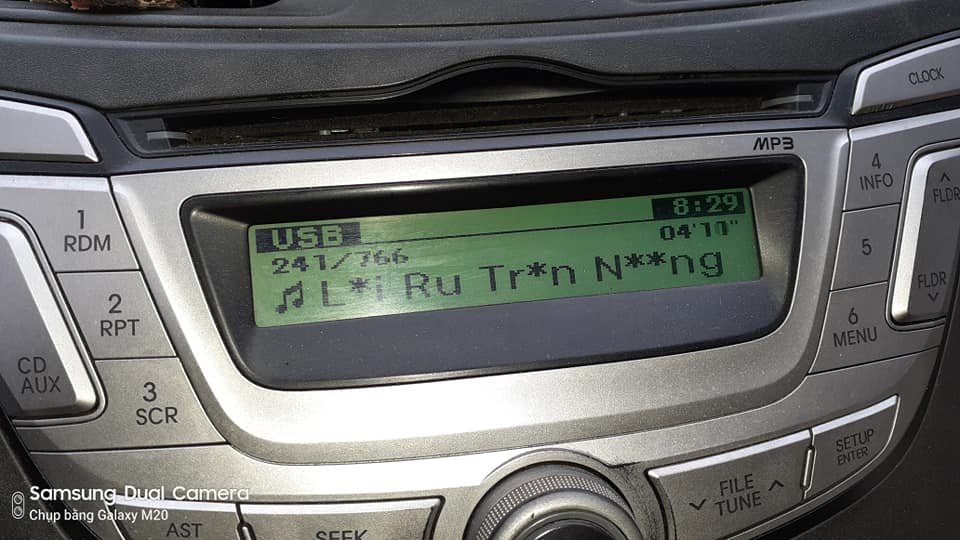 CLOCK
MP3
4
INFO
FLDR
1
RDM
USB
8:29
241/766
04'11"
L*i Ru Tr*n N**ng
5
2
RPT
FLDR
6
MENU
CD
AUX
3
SCR
SETUP
ENTER
FILE
TUNE
AST
SEEK
Samsung Dual Camera
Chụp bằng Galaxy M20